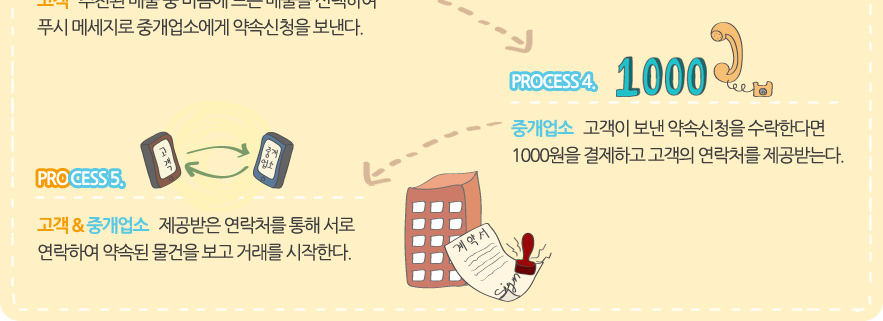 고객 추천된 매물 중 마음에 드는 매물을 선택하여
푸시 메세지로 중개업소에게 약속신청을 보낸다.
PROCESS 4.
1000
중개업소 고객이 보낸 약속신청을 수락한다면
1000원을 결제하고 고객의 연락처를 제공받는다.
고객
중개
업소
PROCESS 5.
고객 & 중개업소 제공받은 연락처를 통해 서로
연락하여 약속된 물건을 보고 거래를 시작한다.
계약서
Sign